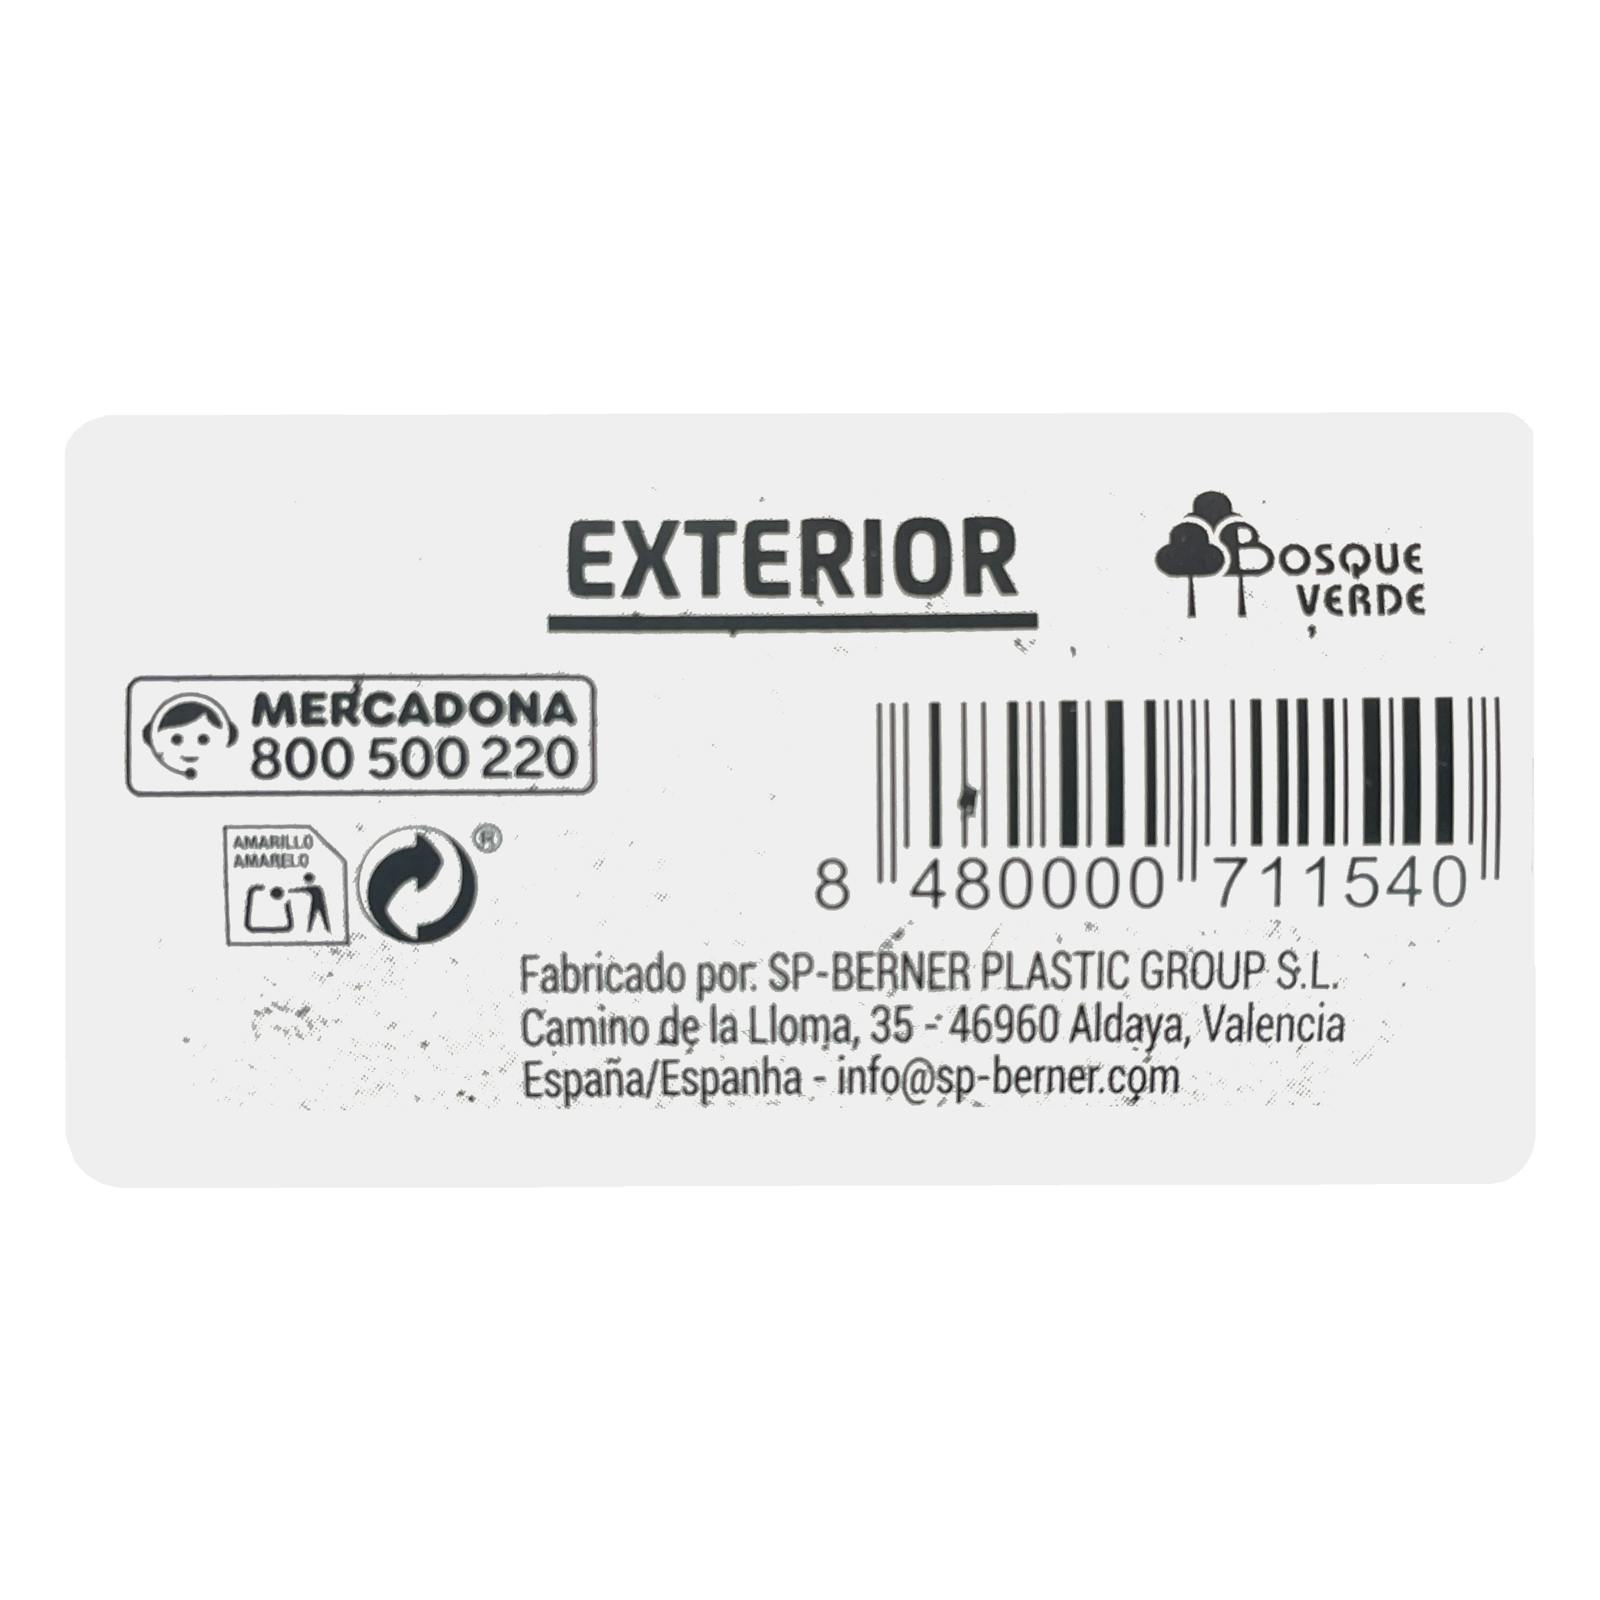 EXTERIOR
BOSQUE
VERDE
MERCADONA
800 500 220
AMARILLO
AMARELO
8 480000 711540
Fabricado por: SP-BERNER PLASTIC GROUP S.L.
Camino de la Lloma, 35 - 46960 Aldaya, Valencia
España/Espanha - info@sp-berner.com